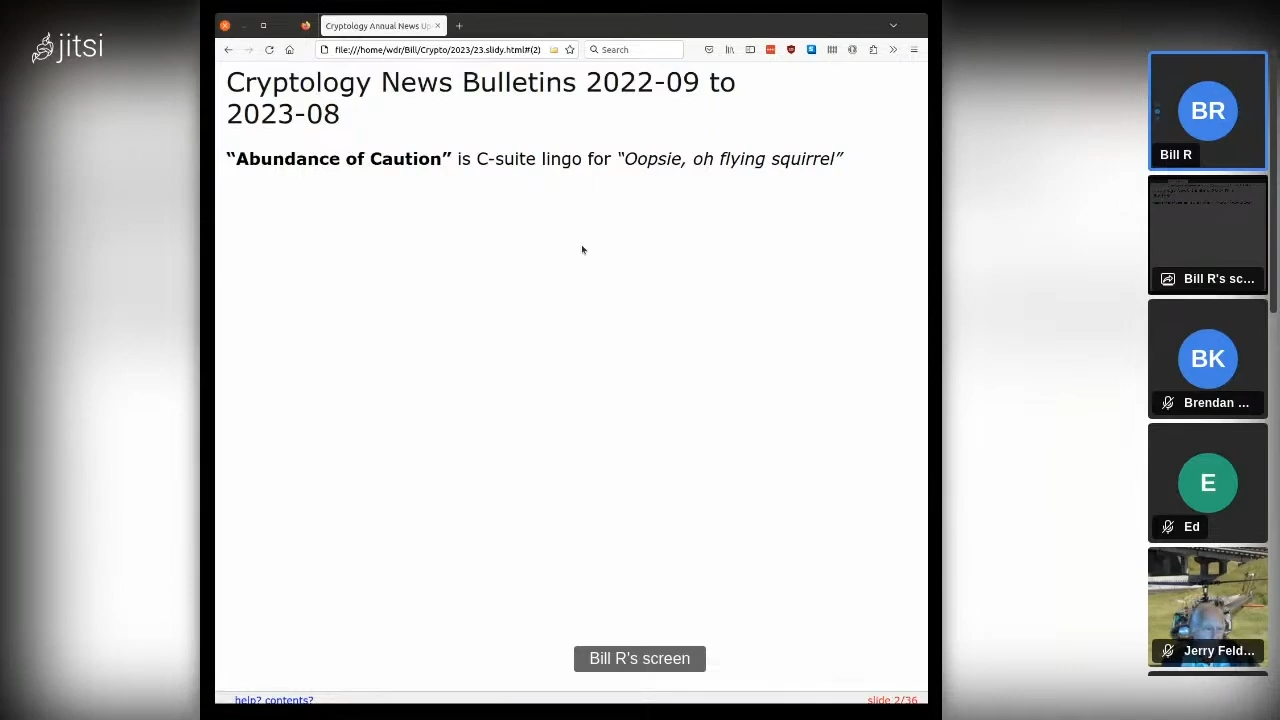 jitsi
Cryptology Annual News Up
file:///home/wdr/Bill/Crypto/2023/23.slidy.html#(2)
Search
Cryptology News Bulletins 2022-09 to
2023-08
“Abundance of Caution” is C-suite lingo for “Oopsie, oh flying squirrel”
Bill R's screen
help? contents?
slide 2/36
BR
Bill R
Bill R's sc...
BK
Brendan ...
E
Ed
Jerry Feld...